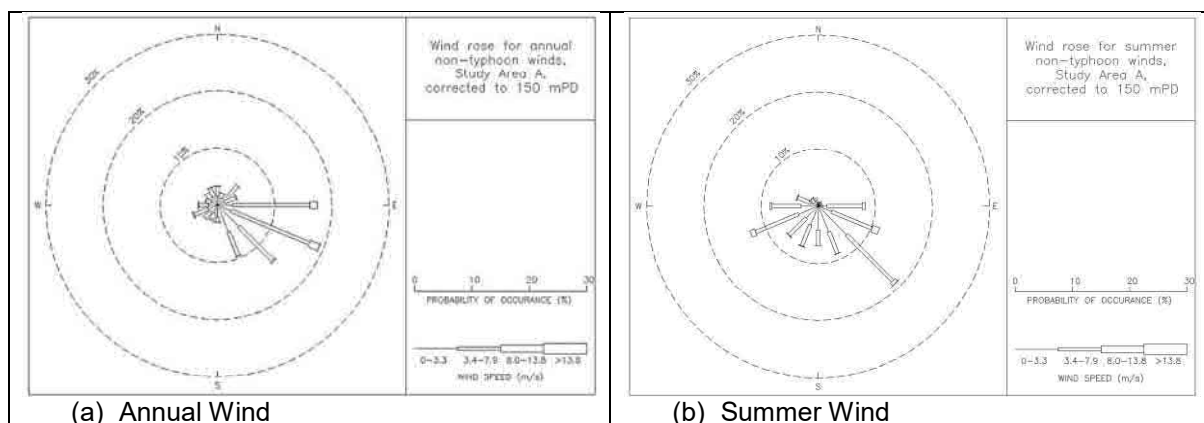 N
30%
20%
10%
W
E
S
Wind rose for annual
non-typhoon winds,
Study Area A,
corrected to 150 mPD
0 10 20 30
PROBABILITY OF OCCURANCE (%)
0-3.3 3.4-7.9 8.0-13.8 >13.8
WIND SPEED (m/s)
(a) Annual Wind
N
30%
20%
10%
W
E
S
Wind rose for summer
non-typhoon winds,
Study Area A,
corrected to 150 mPD
0 10 20 30
PROBABILITY OF OCCURANCE (%)
0-3.3 3.4-7.9 8.0-13.8 >13.8
WIND SPEED (m/s)
(b) Summer Wind